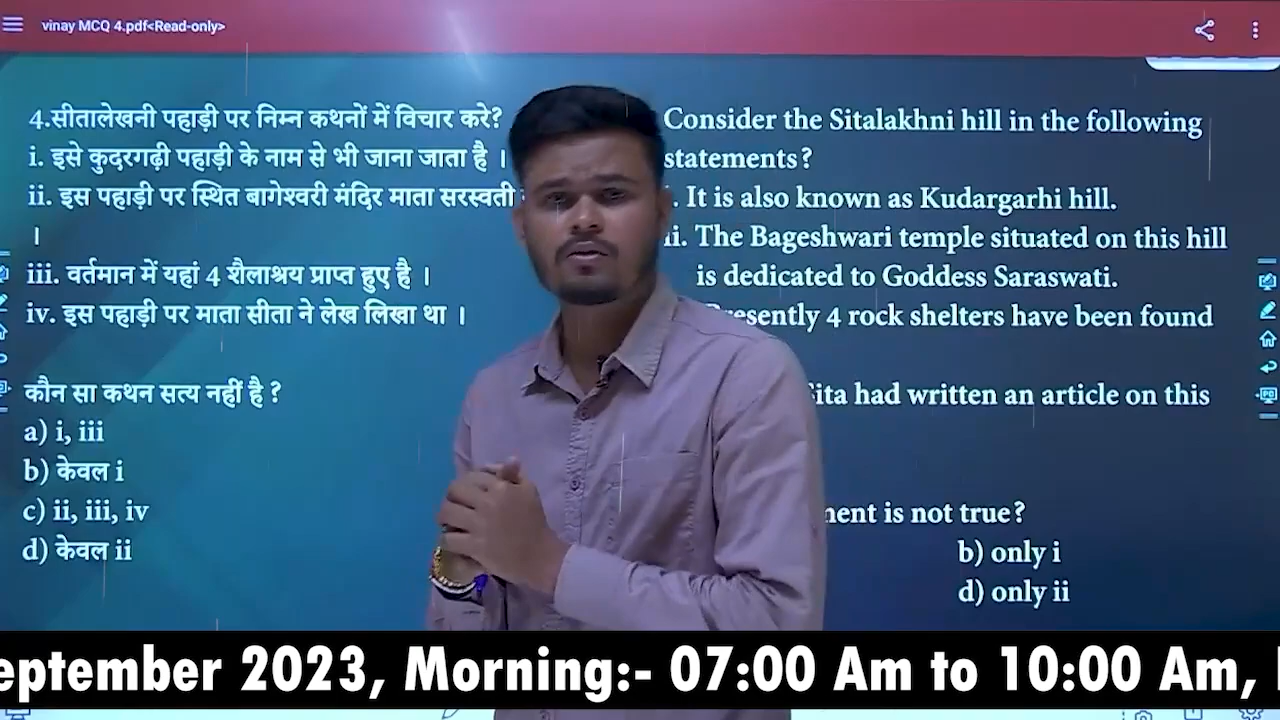 vinay MCQ 4.pdf<Read-only>
4.सीतालेखनी पहाड़ी पर निम्न कथनों में विचार करे?
i. इसे कुदरगढ़ी पहाड़ी के नाम से भी जाना जाता है ।
ii. इस पहाड़ी पर स्थित बागेश्वरी मंदिर माता सरस्वती
।
iii. वर्तमान में यहां 4 शैलाश्रय प्राप्त हुए है ।
iv. इस पहाड़ी पर माता सीता ने लेख लिखा था ।
कौन सा कथन सत्य नहीं है ?
a) i, iii
b) केवल i
c) ii, iii, iv
d) केवल ii
Consider the Sitalakhni hill in the following
statements?
. It is also known as Kudargarhi hill.
ii. The Bageshwari temple situated on this hill
is dedicated to Goddess Saraswati.
esently 4 rock shelters have been found
Sita had written an article on this
ment is not true?
b) only i
d) only ii
eptember 2023, Morning:- 07:00 Am to 10:00 Am,